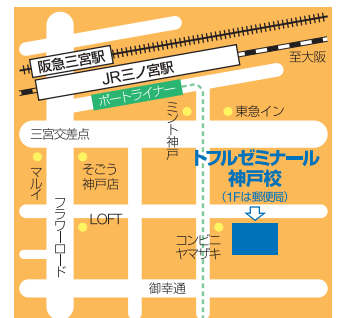 阪急三宮駅
JR三ノ宮駅
至大阪
ポートライナー
ミント神戸
東急イン
三宮交差点
トフルゼミナール
神戸校
(1Fは郵便局)
マルイ
そごう
神戸店
フラワーロード
LOFT
コンビニ
ヤマザキ
御幸通